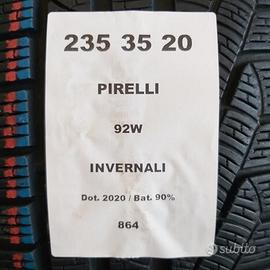 235 35 20
PIRELLI
92W
INVERNALI
Dot. 2020 / Bat. 90%
864
subito